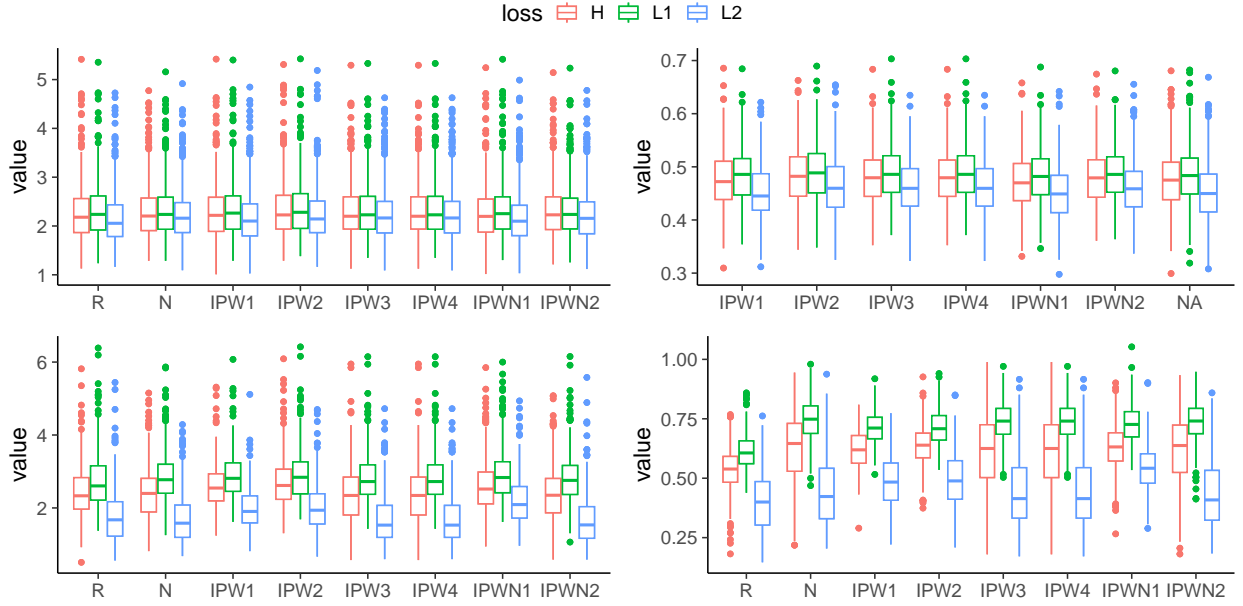 loss H L1 L2
value
5
4
3
2
1
R N IPW1 IPW2 IPW3 IPW4 IPWN1 IPWN2
value
0.7
0.6
0.5
0.4
0.3
IPW1 IPW2 IPW3 IPW4 IPWN1 IPWN2 NA
value
6
4
2
R N IPW1 IPW2 IPW3 IPW4 IPWN1 IPWN2
value
1.00
0.75
0.50
0.25
R N IPW1 IPW2 IPW3 IPW4 IPWN1 IPWN2